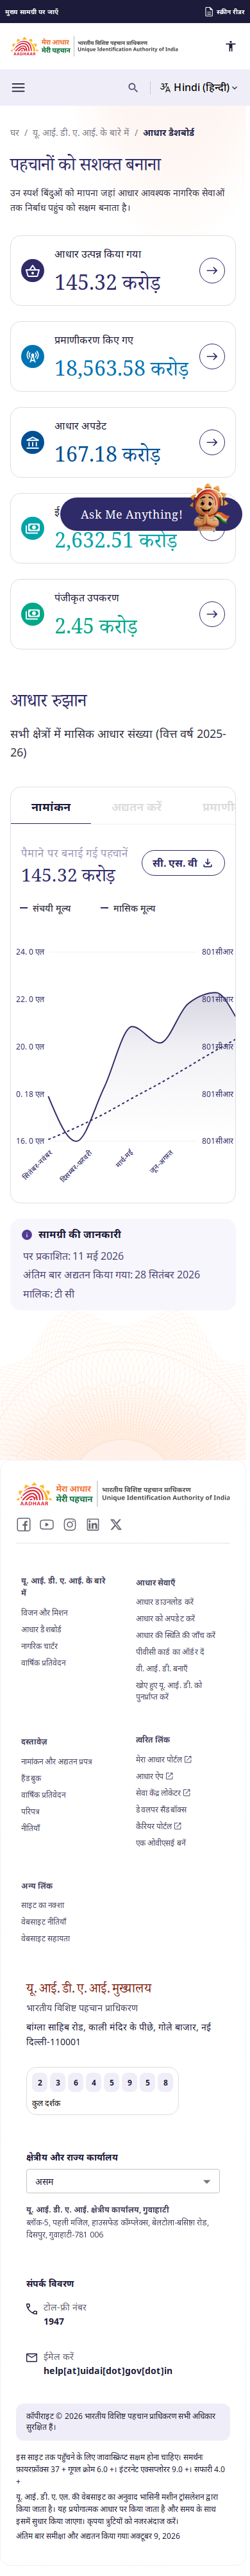 मुख्य सामग्री पर जाएँ
स्क्रीन रीडर
मेरा आधार
मेरी पहचान
AADHAAR
भारतीय विशिष्ट पहचान प्राधिकरण
Unique Identification Authority of India
Hindi (हिन्दी)
घर / यू. आई. डी. ए. आई. के बारे में / आधार डैशबोर्ड
पहचानों को सशक्त बनाना
उन स्पर्श बिंदुओं को मापना जहां आधार आवश्यक नागरिक सेवाओं
तक निर्बाध पहुंच को सक्षम बनाता है।
आधार उत्पन्न किया गया
145.32 करोड़
प्रमाणीकरण किए गए
18,563.58 करोड़
आधार अपडेट
167.18 करोड़
Ask Me Anything!
2,632.51 करोड़
पंजीकृत उपकरण
2.45 करोड़
आधार रुझान
सभी क्षेत्रों में मासिक आधार संख्या (वित्त वर्ष 2025-
26)
नामांकन
अद्यतन करें
पैमाने पर बनाई गई पहचानें
145.32 करोड़
सी. एस. वी
संचयी मूल्य
मासिक मूल्य
24. 0 एल
801सीआर
22. 0 एल
801सीआर
20. 0 एल
801सीआर
0. 18 एल
801सीआर
16. 0 एल
801सीआर
सितंबर-नवंबर
दिसम्बर-फरवरी
मार्च-मई
जून-अगस्त
सामग्री की जानकारी
पर प्रकाशित: 11 मई 2026
अंतिम बार अद्यतन किया गया: 28 सितंबर 2026
मालिक: टी सी
मेरा आधार
मेरी पहचान
AADHAAR
भारतीय विशिष्ट पहचान प्राधिकरण
Unique Identification Authority of India
यू. आई. डी. ए. आई. के बारे
में
विजन और मिशन
आधार डैशबोर्ड
नागरिक चार्टर
वार्षिक प्रतिवेदन
आधार सेवाएँ
आधार डाउनलोड करें
आधार को अपडेट करें
आधार की स्थिति की जाँच करें
पीवीसी कार्ड का ऑर्डर दें
वी. आई. डी. बनाएँ
खोए हुए यू. आई. डी. को
पुनर्प्राप्त करें
दस्तावेज़
नामांकन और अद्यतन प्रपत्र
हैंडबुक
वार्षिक प्रतिवेदन
परिपत्र
नीतियाँ
त्वरित लिंक
मेरा आधार पोर्टल
आधार ऐप
सेवा केंद्र लोकेटर
डेवलपर सैंडबॉक्स
कैरियर पोर्टल
एक ओवीएसई बनें
अन्य लिंक
साइट का नक्शा
वेबसाइट नीतियाँ
वेबसाइट सहायता
यू. आई. डी. ए. आई. मुख्यालय
भारतीय विशिष्ट पहचान प्राधिकरण
बांग्ला साहिब रोड, काली मंदिर के पीछे, गोले बाजार, नई
दिल्ली-110001
2 3 6 4 5 9 5 8
कुल दर्शक
क्षेत्रीय और राज्य कार्यालय
असम
यू. आई. डी. ए. आई. क्षेत्रीय कार्यालय, गुवाहाटी
ब्लॉक-5, पहली मंजिल, हाउसफेड कॉम्प्लेक्स, बेलटोला-बसिष्ठा रोड,
दिसपुर, गुवाहाटी-781 006
संपर्क विवरण
टोल-फ्री नंबर
1947
ईमेल करें
help[at]uidai[dot]gov[dot]in
कॉपीराइट © 2026 भारतीय विशिष्ट पहचान प्राधिकरण सभी अधिकार
सुरक्षित हैं।
इस साइट तक पहुँचने के लिए जावास्क्रिप्ट सक्षम होना चाहिए। समर्थनः
फ़ायरफ़ॉक्स 37 + गूगल क्रोम 6.0 +। इंटरनेट एक्सप्लोरर 9.0 +। सफारी 4.0
+
यू. आई. डी. ए. एल. की वेबसाइट का अनुवाद भाषिनी मशीन ट्रांसलेशन द्वारा
किया जाता है। यह प्रयोगात्मक आधार पर किया जाता है और समय के साथ
इसमें सुधार किया जाएगा। कृपया त्रुटियों को नजरअंदाज करें।
अंतिम बार समीक्षा और अद्यतन किया गयाः अक्टूबर 9, 2026